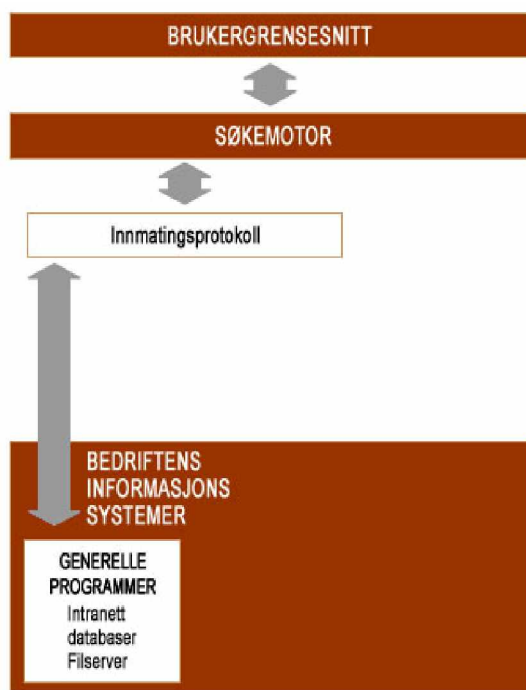 BRUKERGRENSESNITT
SØKEMOTOR
Innmatingsprotokoll
BEDRIFTENS
INFORMASJONS
SYSTEMER
GENERELLE
PROGRAMMER
Intranett
databaser
Filserver